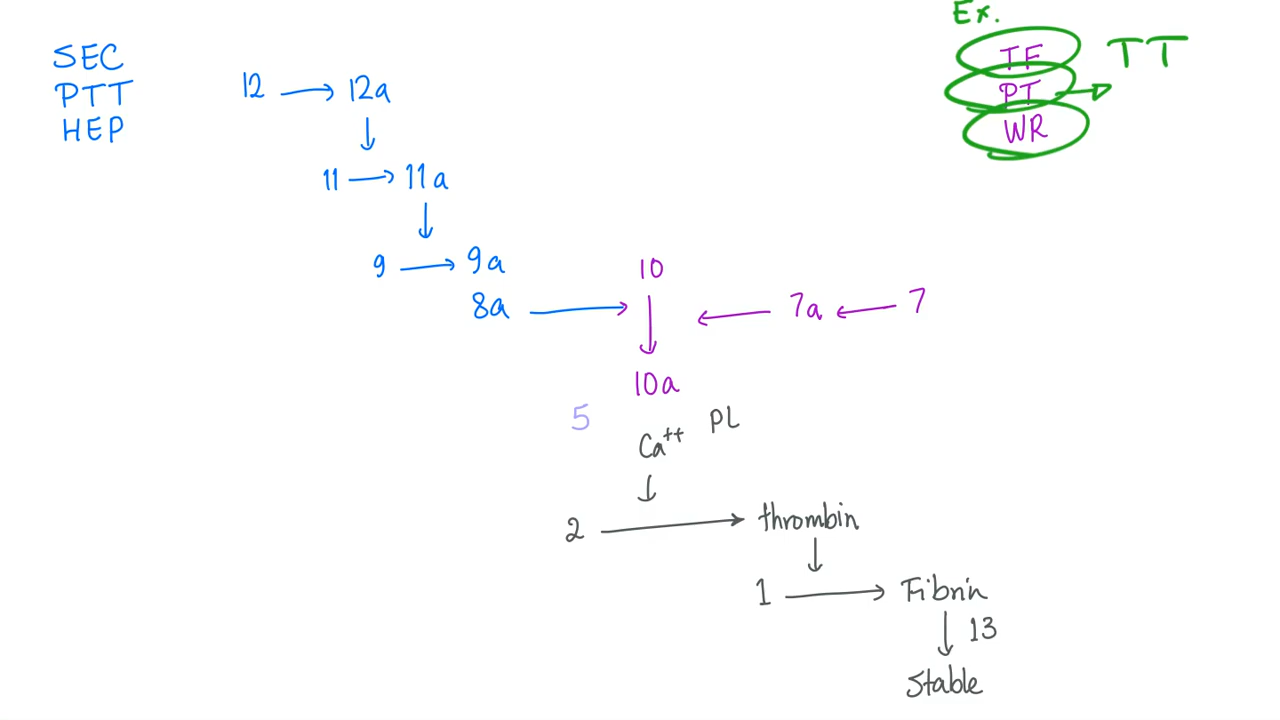 Ex.
SEC
PTT
HEP
TF
PT → TT
WR
12 → 12a
↓
11 → 11a
↓
9 → 9a
8a →
10
↓
10a
← 7a ← 7
5
Ca++ PL
↓
2 → thrombin
↓
1 → Fibrin
↓ 13
Stable